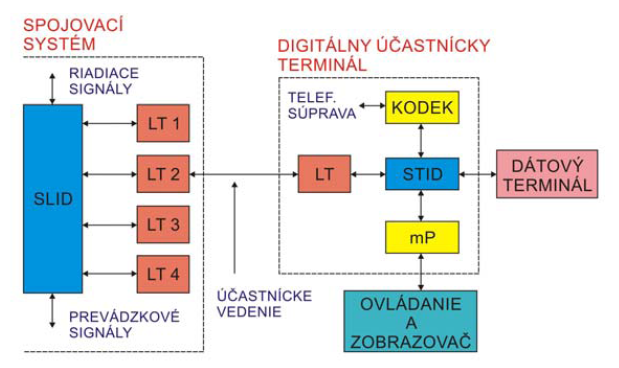 SPOJOVACÍ
SYSTÉM
RIADIACE
SIGNÁLY
SLID
LT 1
LT 2
LT 3
LT 4
PREVÁDZKOVÉ
SIGNÁLY
ÚČASTNÍCKE
VEDENIE
DIGITÁLNY ÚČASTNÍCKY
TERMINÁL
TELEF.
SÚPRAVA
KODEK
LT
STID
mP
DÁTOVÝ
TERMINÁL
OVLÁDANIE
A
ZOBRAZOVAČ